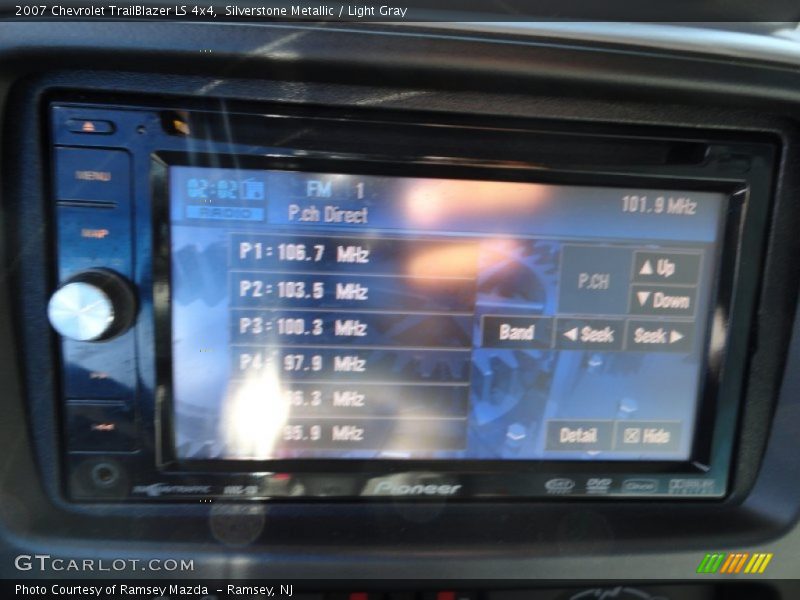 2007 Chevrolet TrailBlazer LS 4x4, Silverstone Metallic / Light Gray
MENU
MAP
02:02
RADIO
FM 1
P.ch Direct
101.9 MHz
P1:106.7 MHz
P2:103.5 MHz
P3:100.3 MHz
P4: 97.9 MHz
MHz
95.9 MHz
P.CH
▲Up
▼Down
Band
◀Seek
Seek▶
Detail
Hide
Pioneer
GTCARLOT.COM
Photo Courtesy of Ramsey Mazda - Ramsey, NJ